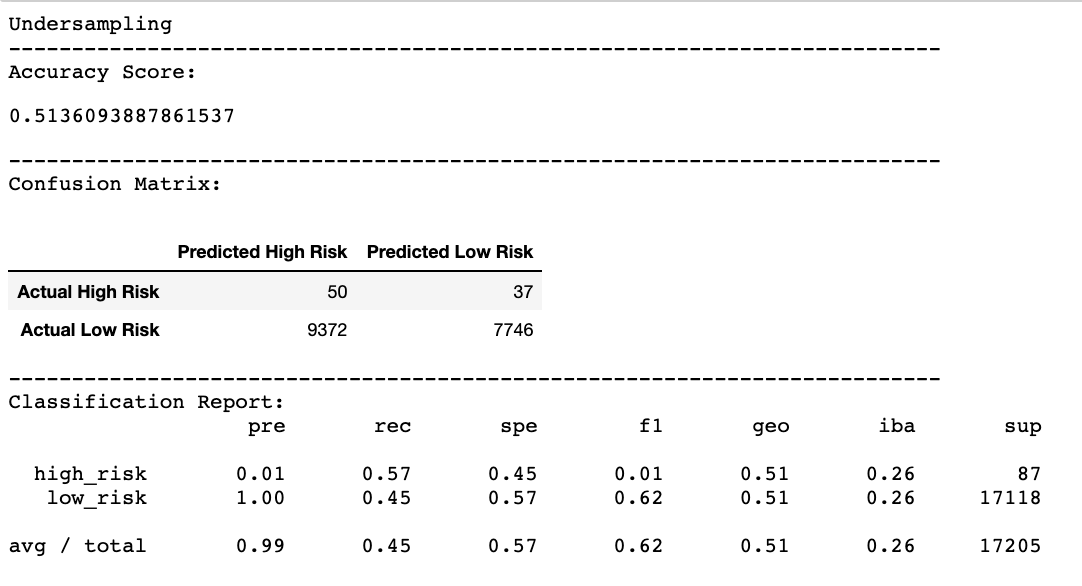 Undersampling
--------------------------------------------------------------------------
Accuracy Score:
0.5136093887861537
--------------------------------------------------------------------------
Confusion Matrix:
Predicted High Risk Predicted Low Risk
Actual High Risk 50 37
Actual Low Risk 9372 7746
--------------------------------------------------------------------------
Classification Report:
pre rec spe f1 geo iba sup
high_risk 0.01 0.57 0.45 0.01 0.51 0.26 87
low_risk 1.00 0.45 0.57 0.62 0.51 0.26 17118
avg / total 0.99 0.45 0.57 0.62 0.51 0.26 17205